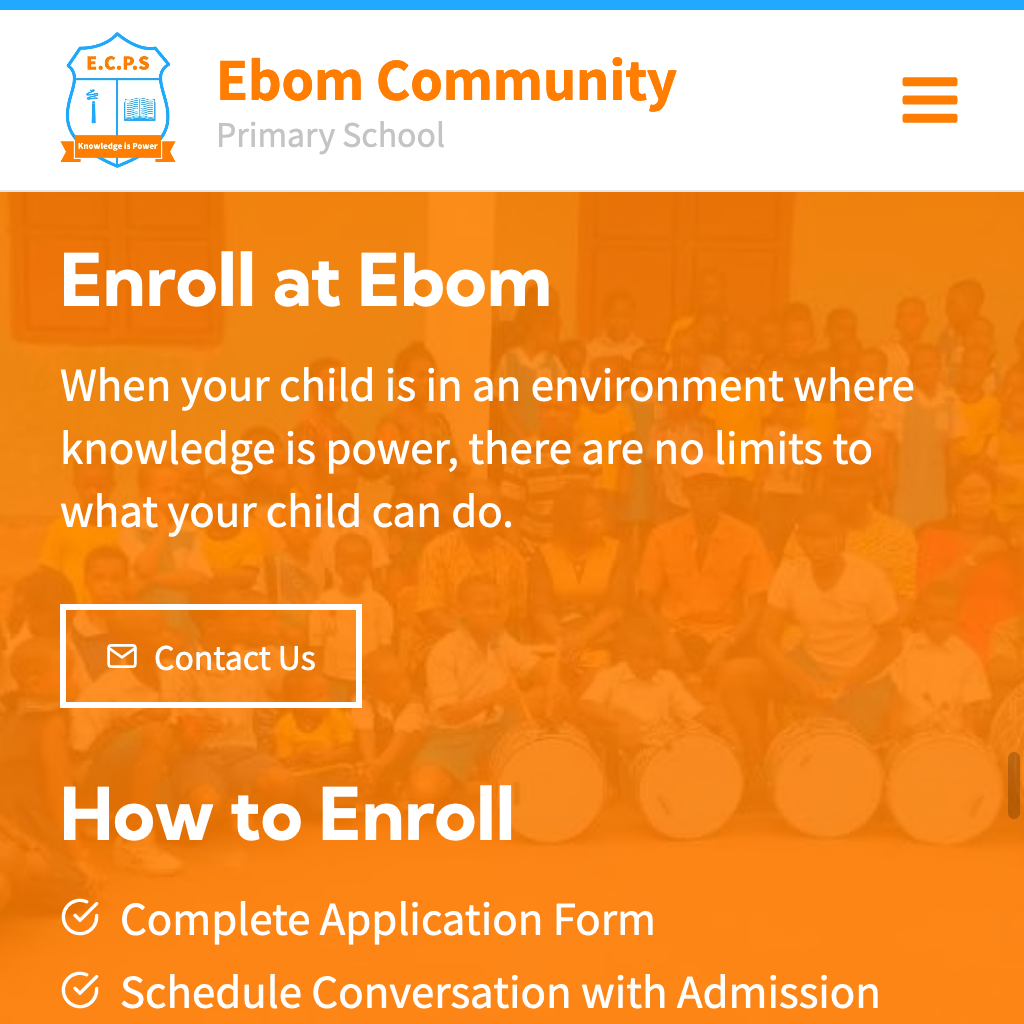 E.C.P.S
Knowledge is Power
Ebom Community
Primary School
Enroll at Ebom
When your child is in an environment where
knowledge is power, there are no limits to
what your child can do.
Contact Us
How to Enroll
Complete Application Form
Schedule Conversation with Admission